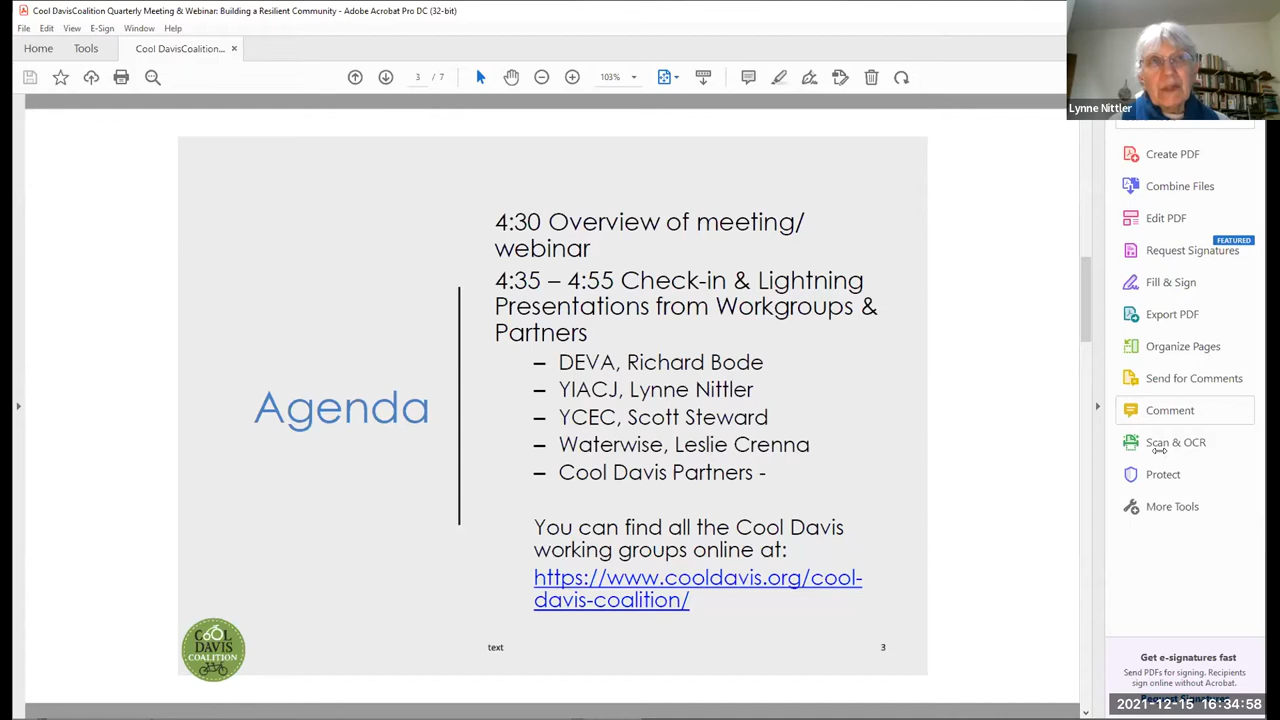 Cool DavisCoalition Quarterly Meeting & Webinar: Building a Resilient Community - Adobe Acrobat Pro DC (32-bit)
File Edit View E-Sign Window Help
Home Tools Cool DavisCoalition... ×
3 / 7 103%
Lynne Nittler
Create PDF
Combine Files
Edit PDF
FEATURED
Request Signatures
Fill & Sign
Export PDF
Organize Pages
Send for Comments
Comment
Scan & OCR
Protect
More Tools
Agenda
4:30 Overview of meeting/
webinar
4:35 – 4:55 Check-in & Lightning
Presentations from Workgroups &
Partners
– DEVA, Richard Bode
– YIACJ, Lynne Nittler
– YCEC, Scott Steward
– Waterwise, Leslie Crenna
– Cool Davis Partners -
You can find all the Cool Davis
working groups online at:
https://www.cooldavis.org/cool-
davis-coalition/
COOL
DAVIS
COALITION
text
3
Get e-signatures fast
Send PDFs for signing. Recipients
sign online without Acrobat.
Request Signatures
2021-12-15 16:34:58